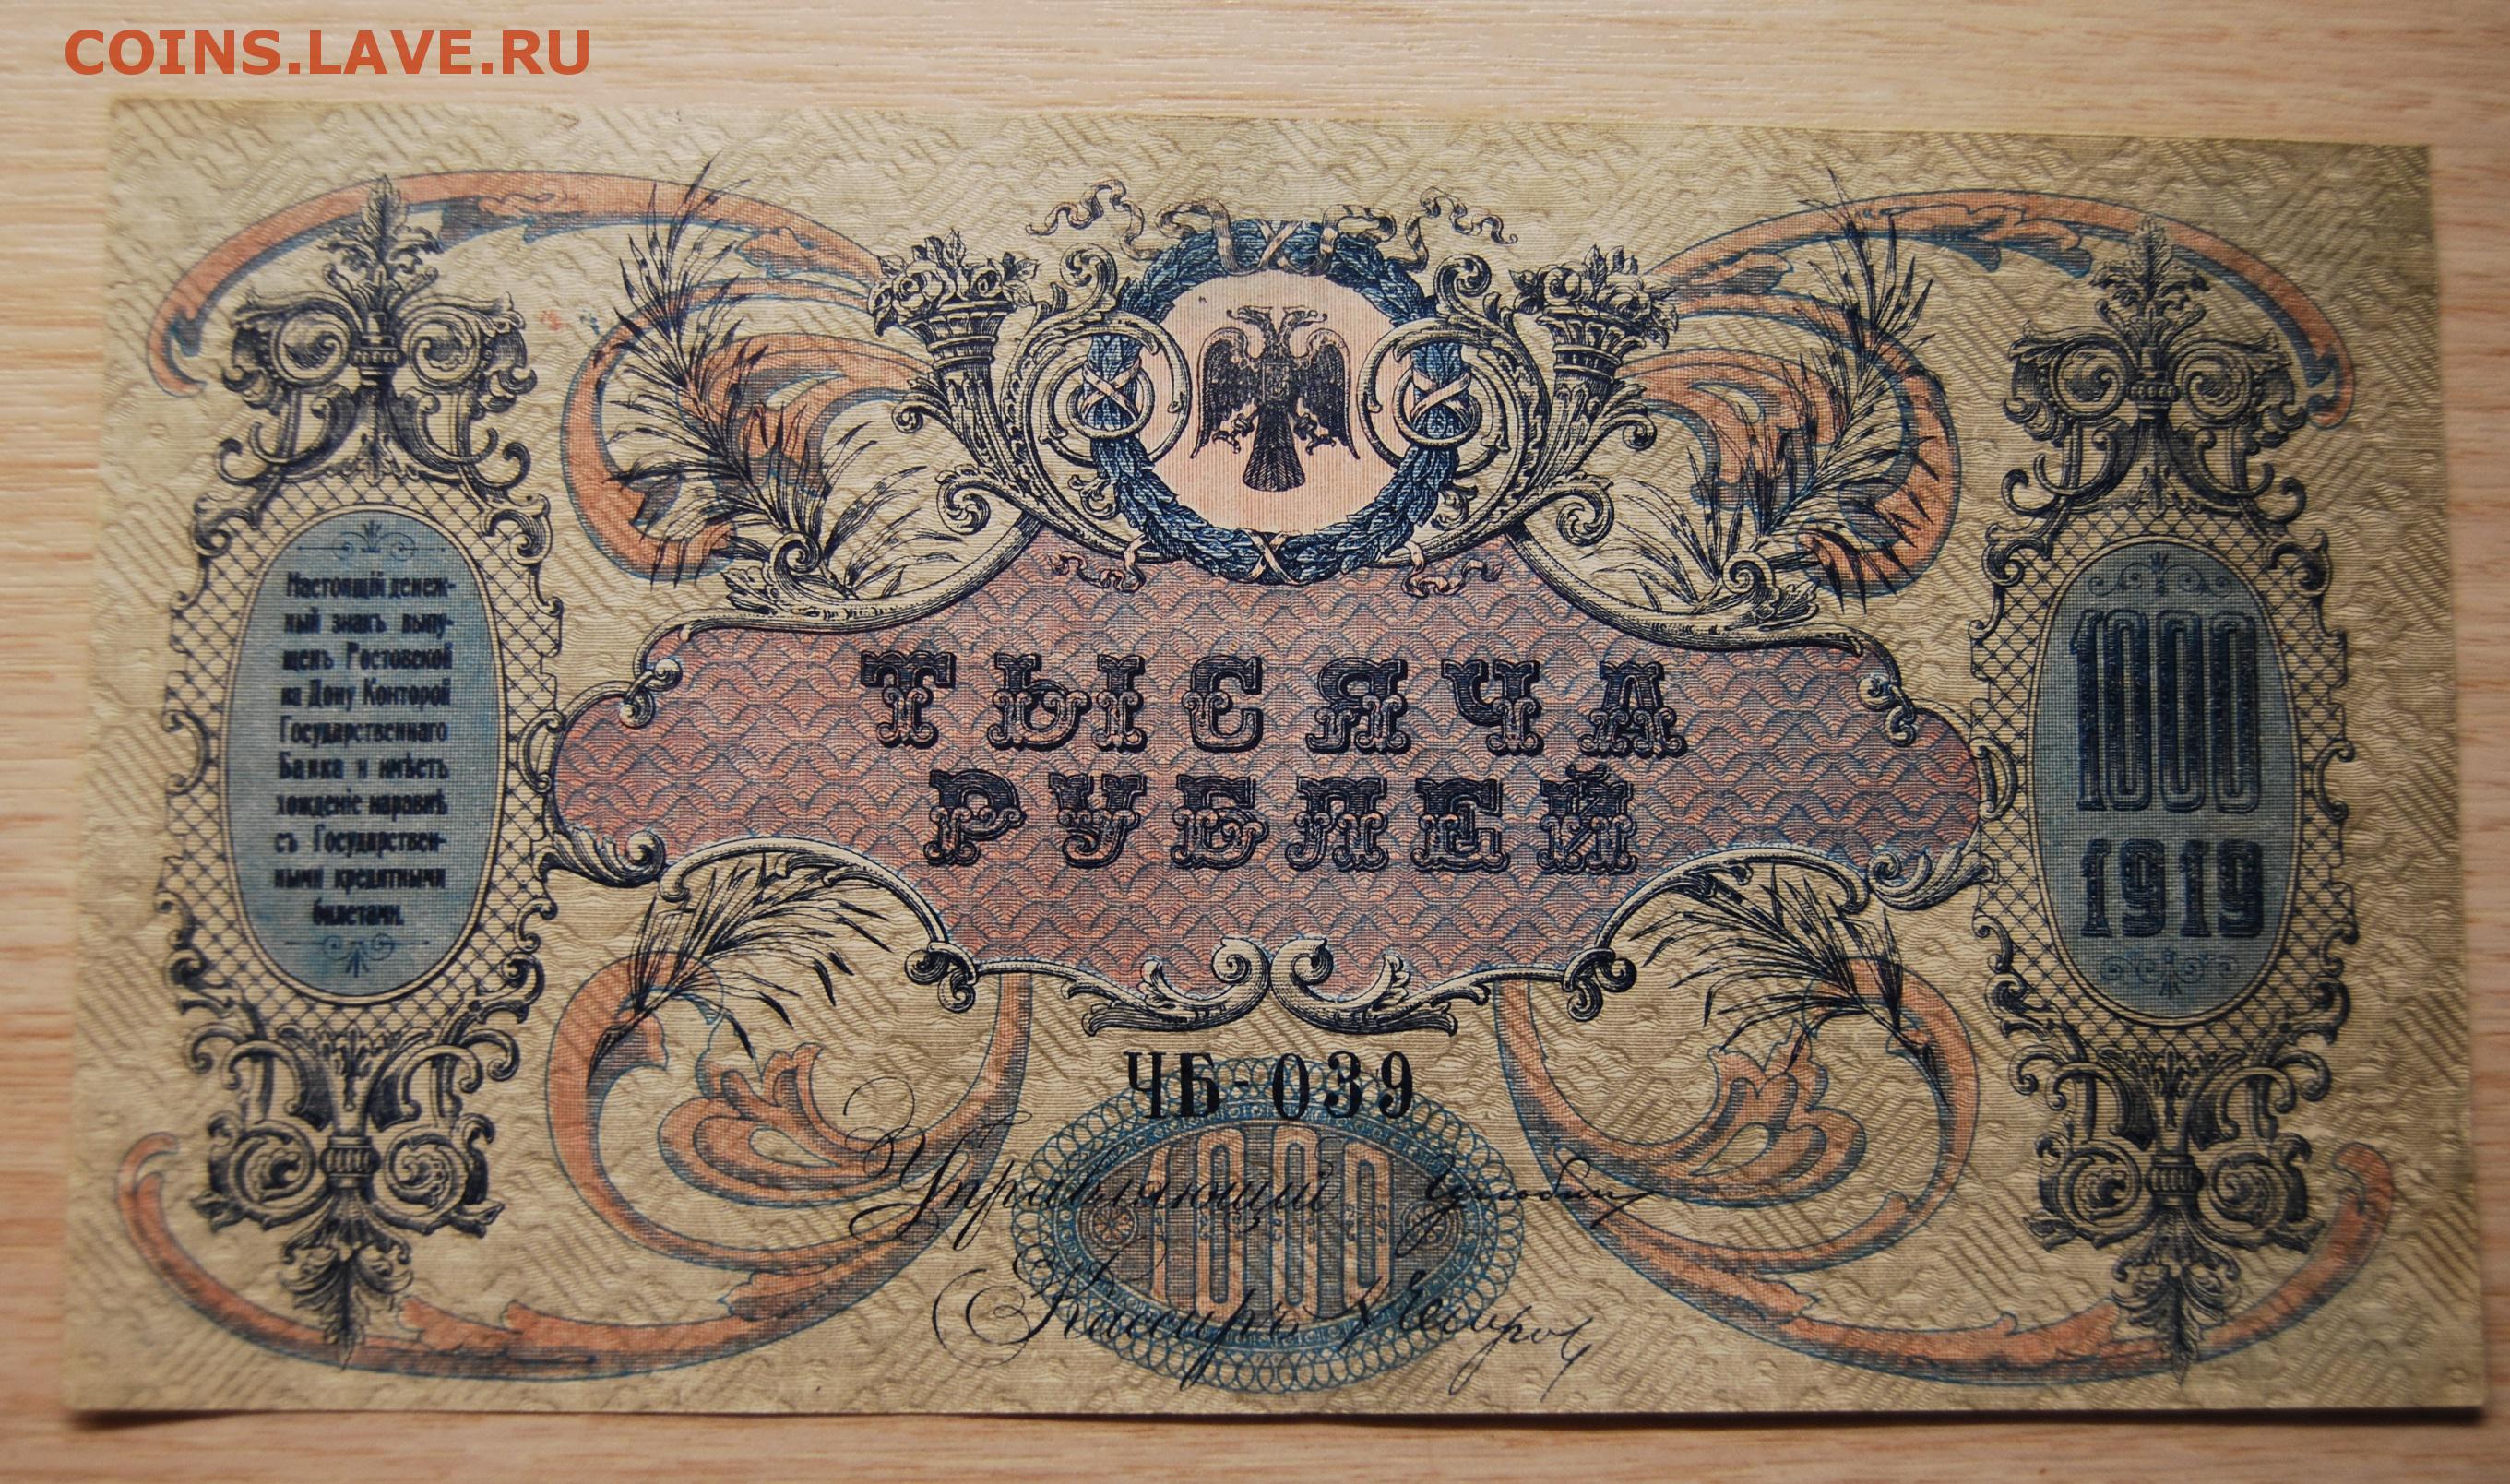 COINS.LAVE.RU
Настоящій денеж-
ный знакъ выпу-
щенъ Ростовской
на Дону Конторой
Государственнаго
Банка и имѣетъ
хожденіе наравнѣ
съ Государствен-
ными кредитными
билетами.
ТЫСЯЧА
РУБЛЕЙ
1000
1919
ЧБ-039
1000
Управляющій
Кассиръ